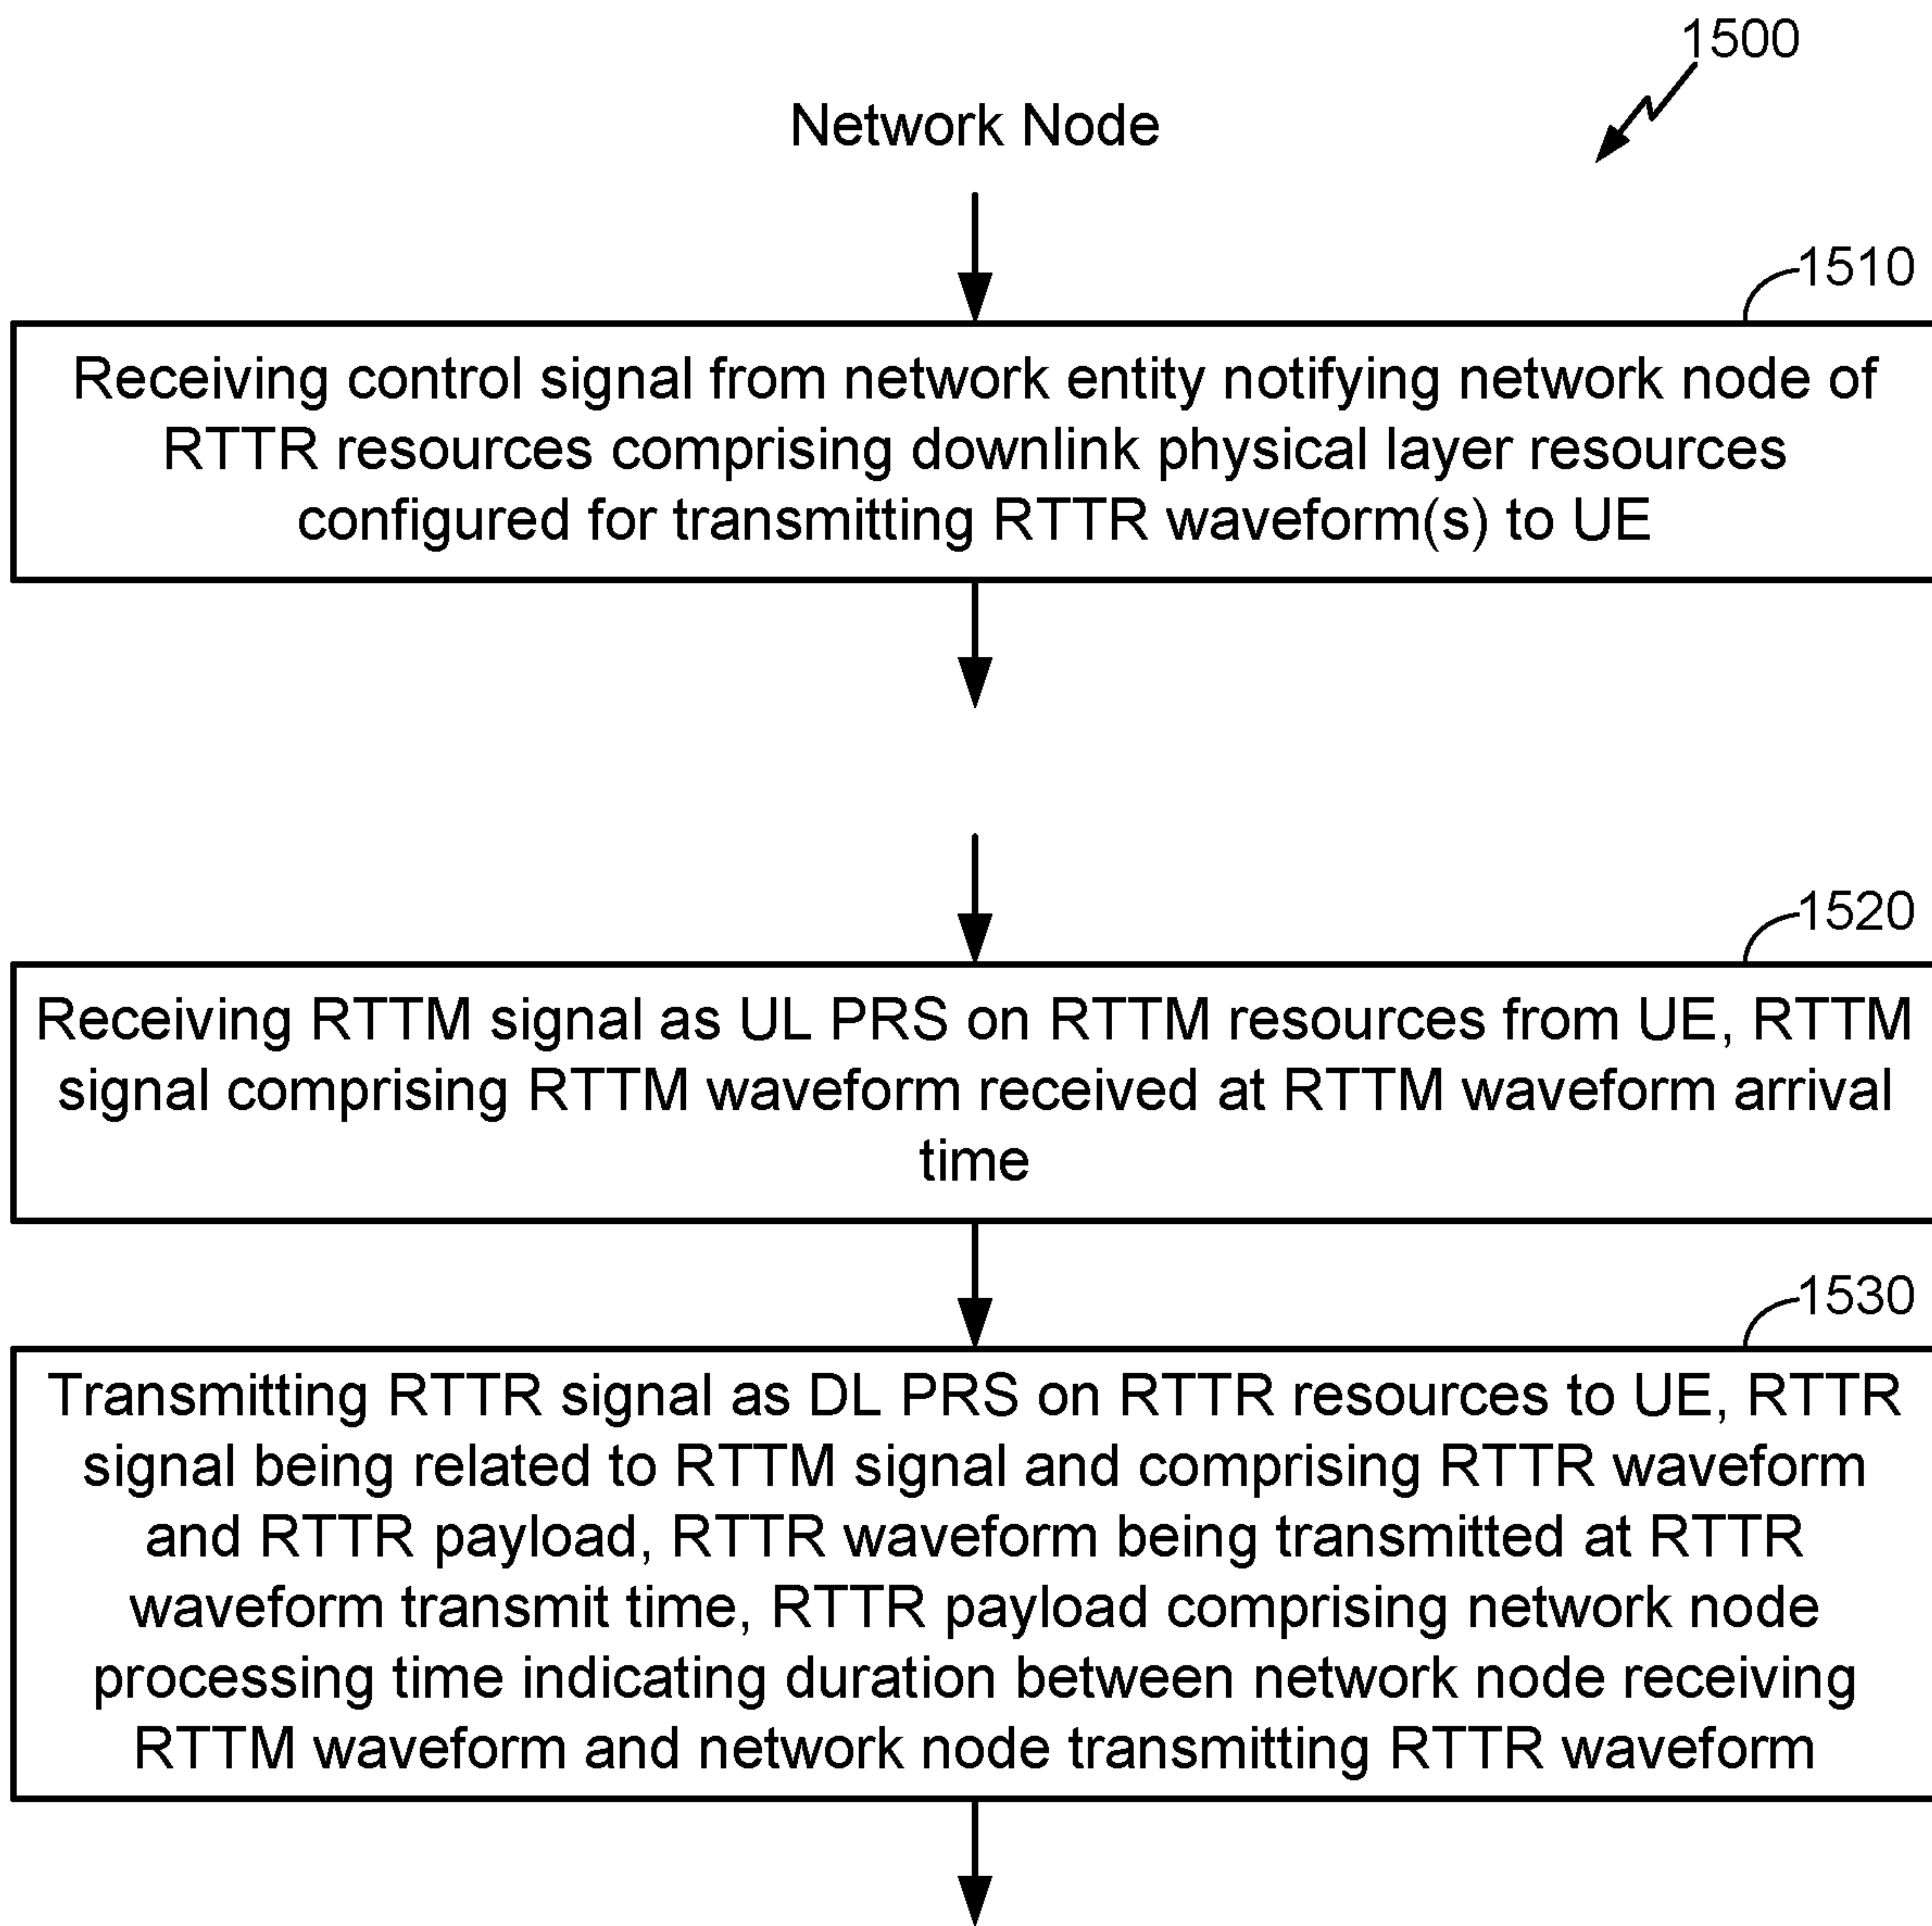 1500
Network Node
1510
Receiving control signal from network entity notifying network node of
RTTR resources comprising downlink physical layer resources
configured for transmitting RTTR waveform(s) to UE
1520
Receiving RTTM signal as UL PRS on RTTM resources from UE, RTTM
signal comprising RTTM waveform received at RTTM waveform arrival
time
1530
Transmitting RTTR signal as DL PRS on RTTR resources to UE, RTTR
signal being related to RTTM signal and comprising RTTR waveform
and RTTR payload, RTTR waveform being transmitted at RTTR
waveform transmit time, RTTR payload comprising network node
processing time indicating duration between network node receiving
RTTM waveform and network node transmitting RTTR waveform